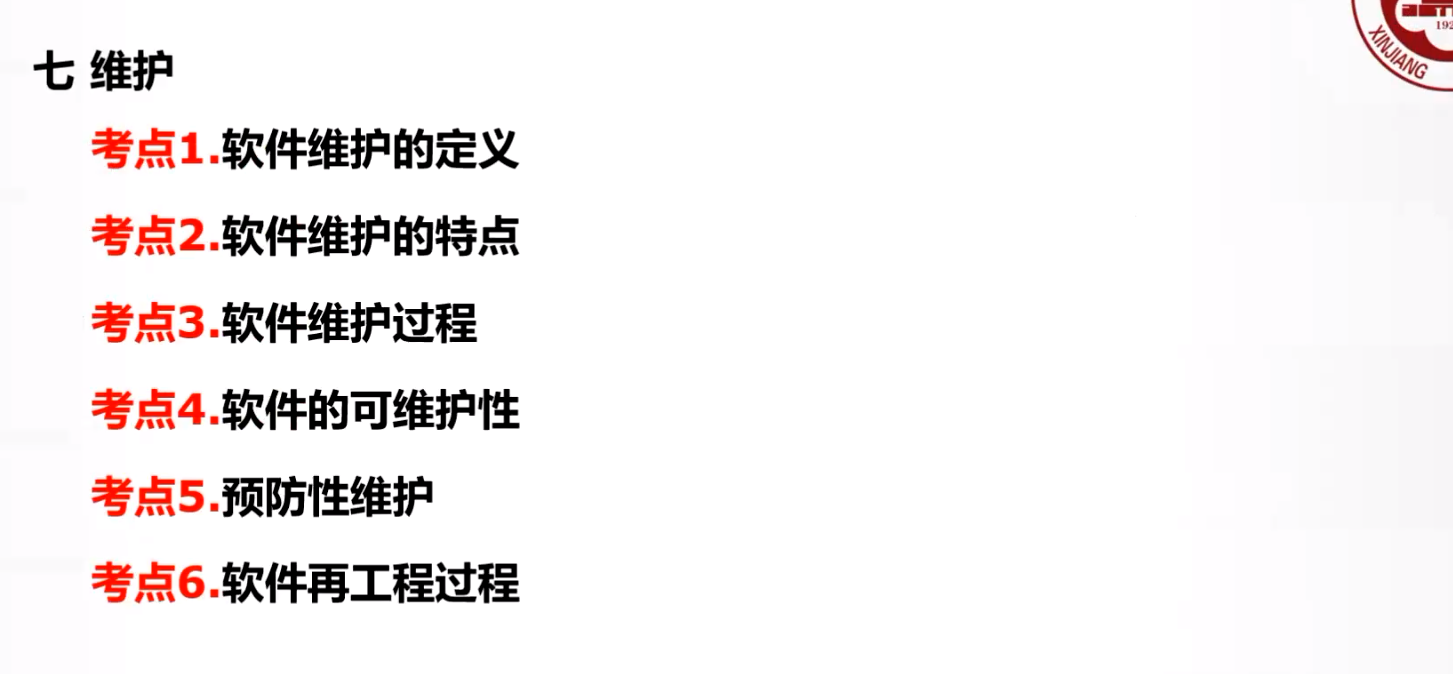 七 维护
考点1.软件维护的定义
考点2.软件维护的特点
考点3.软件维护过程
考点4.软件的可维护性
考点5.预防性维护
考点6.软件再工程过程
XINJIANG